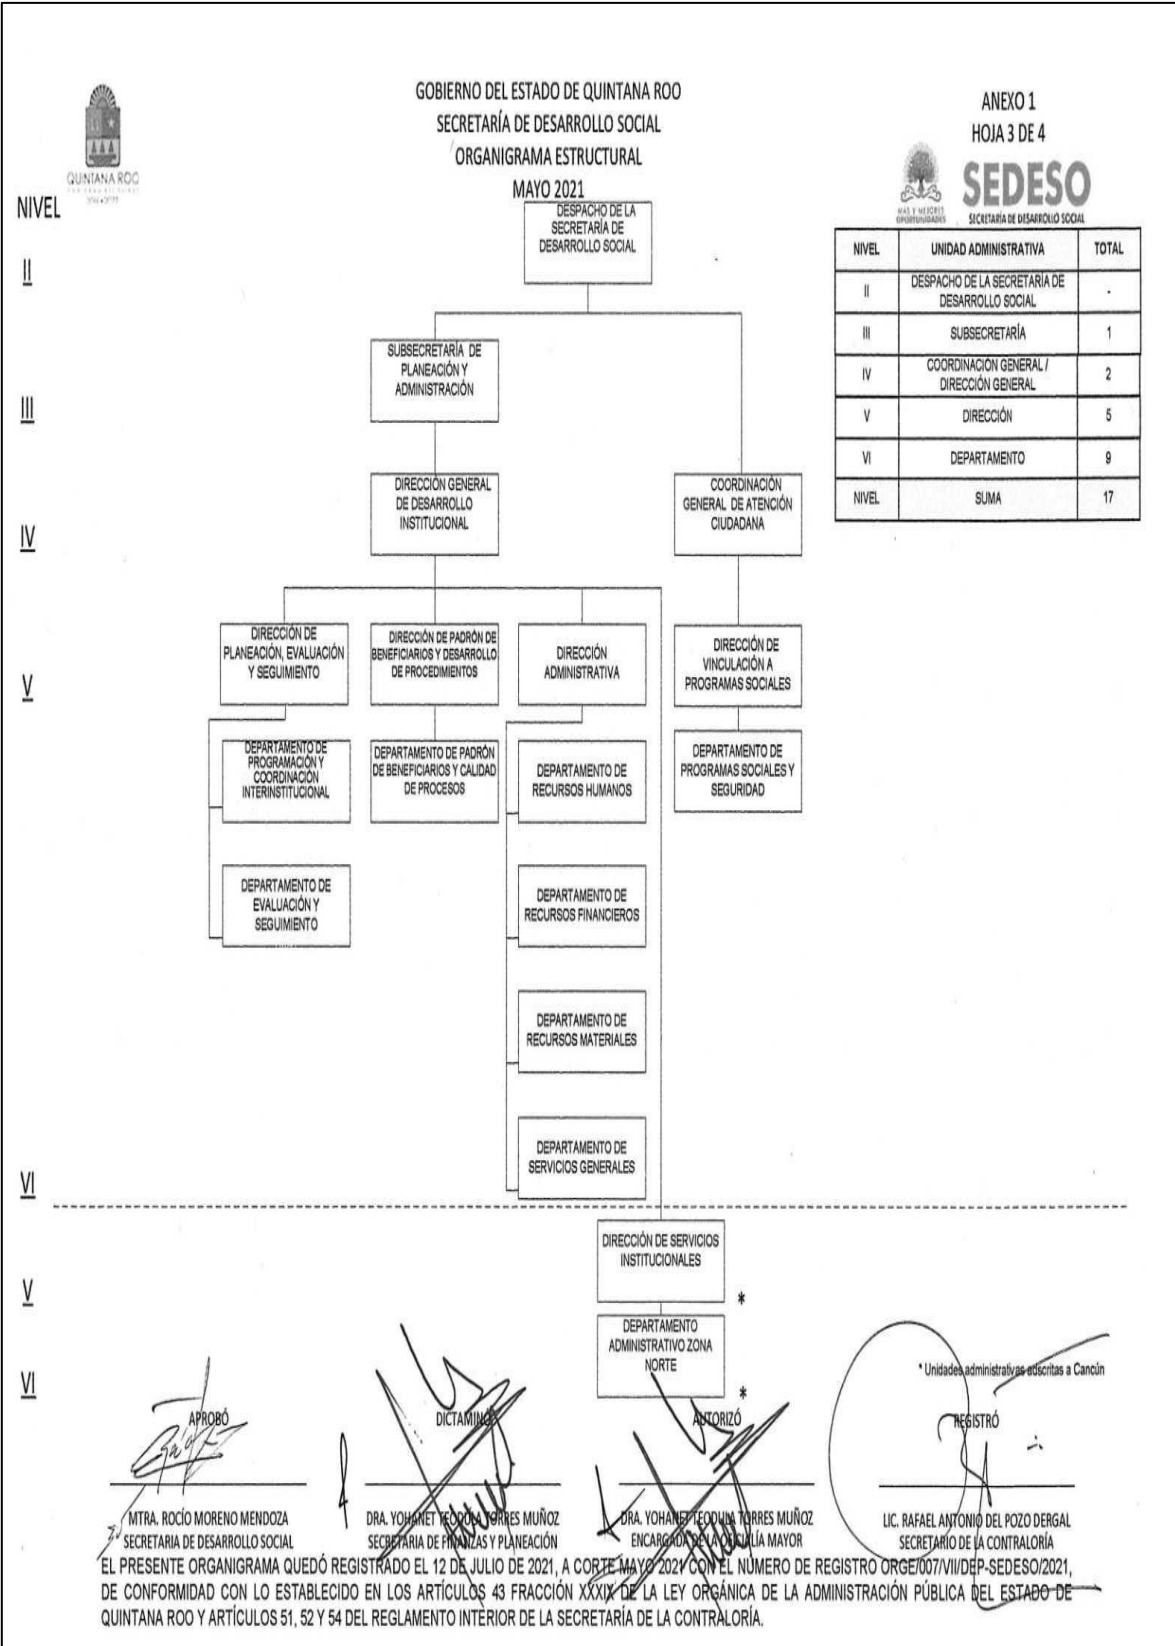 GOBIERNO DEL ESTADO DE QUINTANA ROO
SECRETARÍA DE DESARROLLO SOCIAL
ORGANIGRAMA ESTRUCTURAL
MAYO 2021
ANEXO 1
HOJA 3 DE 4
QUINTANA ROO
MÁS Y MEJORES
OPORTUNIDADES
SEDESO
SECRETARÍA DE DESARROLLO SOCIAL
NIVEL
II
III
IV
V
VI
V
VI
NIVEL UNIDAD ADMINISTRATIVA TOTAL
II DESPACHO DE LA SECRETARÍA DE
DESARROLLO SOCIAL -
III SUBSECRETARÍA 1
IV COORDINACIÓN GENERAL /
DIRECCIÓN GENERAL 2
V DIRECCIÓN 5
VI DEPARTAMENTO 9
NIVEL SUMA 17
DESPACHO DE LA
SECRETARÍA DE
DESARROLLO SOCIAL
SUBSECRETARÍA DE
PLANEACIÓN Y
ADMINISTRACIÓN
DIRECCIÓN GENERAL
DE DESARROLLO
INSTITUCIONAL
COORDINACIÓN
GENERAL DE ATENCIÓN
CIUDADANA
DIRECCIÓN DE
PLANEACIÓN, EVALUACIÓN
Y SEGUIMIENTO
DIRECCIÓN DE PADRÓN DE
BENEFICIARIOS Y DESARROLLO
DE PROCEDIMIENTOS
DIRECCIÓN
ADMINISTRATIVA
DIRECCIÓN DE
VINCULACIÓN A
PROGRAMAS SOCIALES
DEPARTAMENTO DE
PROGRAMACIÓN Y
COORDINACIÓN
INTERINSTITUCIONAL
DEPARTAMENTO DE PADRÓN
DE BENEFICIARIOS Y CALIDAD
DE PROCESOS
DEPARTAMENTO DE
RECURSOS HUMANOS
DEPARTAMENTO DE
PROGRAMAS SOCIALES Y
SEGURIDAD
DEPARTAMENTO DE
EVALUACIÓN Y
SEGUIMIENTO
DEPARTAMENTO DE
RECURSOS FINANCIEROS
DEPARTAMENTO DE
RECURSOS MATERIALES
DEPARTAMENTO DE
SERVICIOS GENERALES
DIRECCIÓN DE SERVICIOS
INSTITUCIONALES
*
DEPARTAMENTO
ADMINISTRATIVO ZONA
NORTE
*
* Unidades administrativas adscritas a Cancún
APROBÓ
MTRA. ROCÍO MORENO MENDOZA
SECRETARIA DE DESARROLLO SOCIAL
DICTAMINÓ
DRA. YOHANET TEODULA TORRES MUÑOZ
SECRETARIA DE FINANZAS Y PLANEACIÓN
AUTORIZÓ
DRA. YOHANET TEODULA TORRES MUÑOZ
ENCARGADA DE LA OFICIALÍA MAYOR
REGISTRÓ
LIC. RAFAEL ANTONIO DEL POZO DERGAL
SECRETARIO DE LA CONTRALORÍA
EL PRESENTE ORGANIGRAMA QUEDÓ REGISTRADO EL 12 DE JULIO DE 2021, A CORTE MAYO 2021 CON EL NÚMERO DE REGISTRO ORGE/007/VII/DEP-SEDESO/2021,
DE CONFORMIDAD CON LO ESTABLECIDO EN LOS ARTÍCULOS 43 FRACCIÓN XXXIX DE LA LEY ORGÁNICA DE LA ADMINISTRACIÓN PÚBLICA DEL ESTADO DE
QUINTANA ROO Y ARTÍCULOS 51, 52 Y 54 DEL REGLAMENTO INTERIOR DE LA SECRETARÍA DE LA CONTRALORÍA.